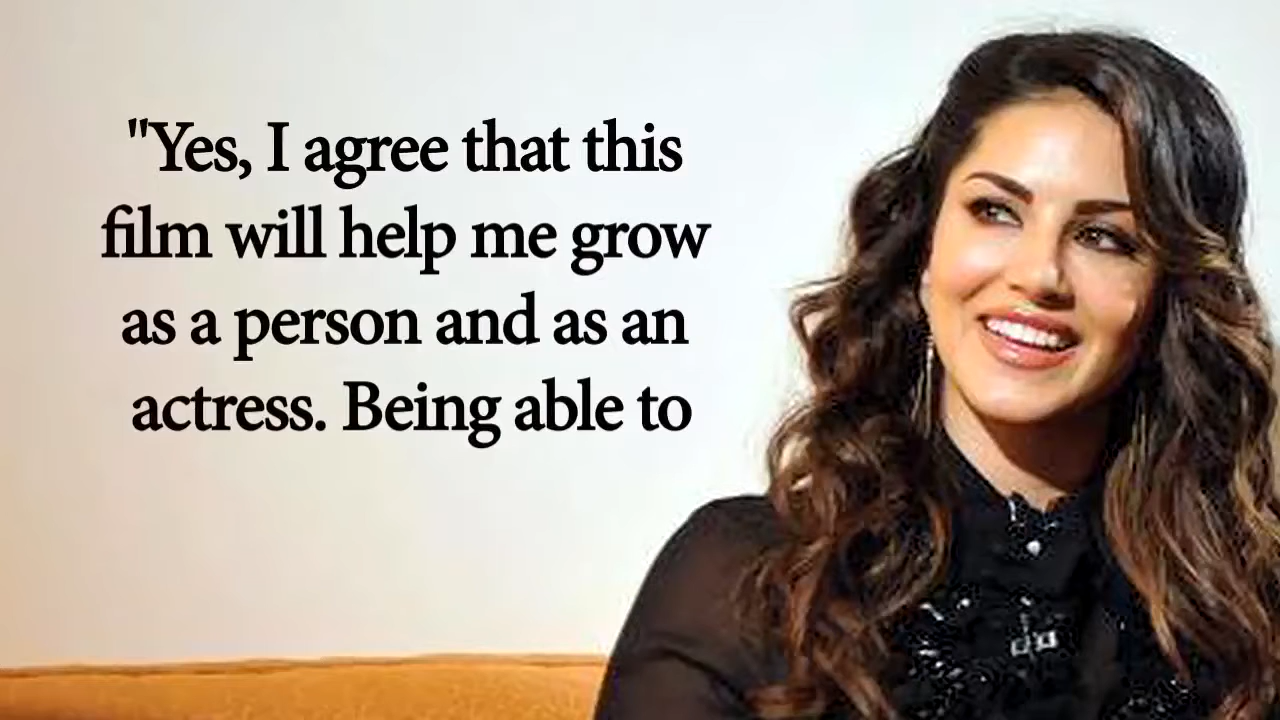 "Yes, I agree that this
film will help me grow
as a person and as an
actress. Being able to